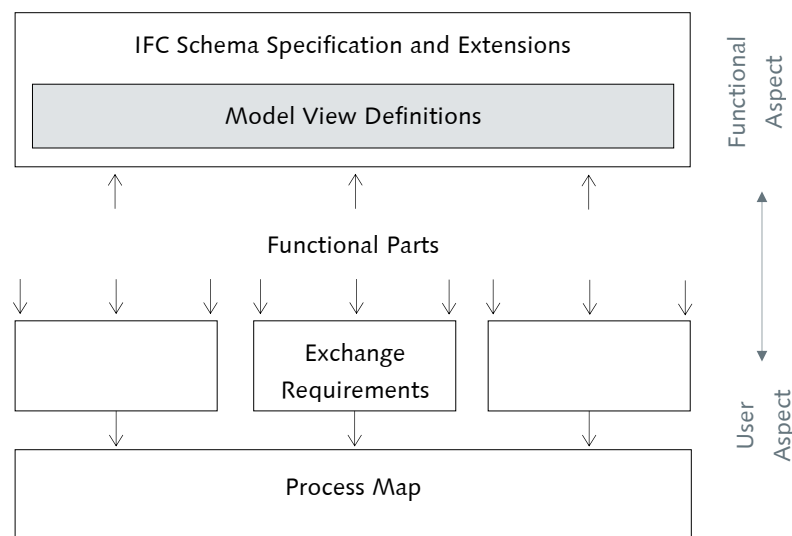 IFC Schema Specification and Extensions
Model View Definitions
Functional Parts
Exchange
Requirements
Process Map
Functional
Aspect
User
Aspect